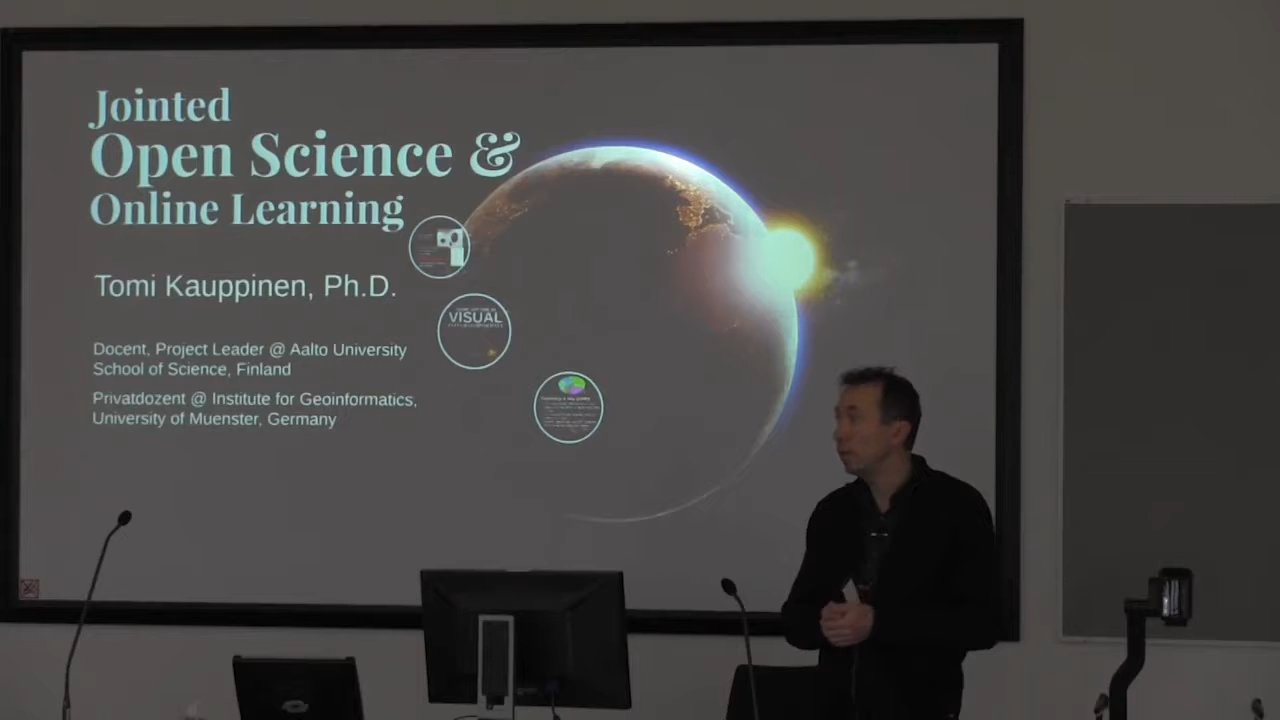 Jointed
Open Science &
Online Learning
Tomi Kauppinen, Ph.D.
VISUAL
Docent, Project Leader @ Aalto University
School of Science, Finland
Privatdozent @ Institute for Geoinformatics,
University of Muenster, Germany